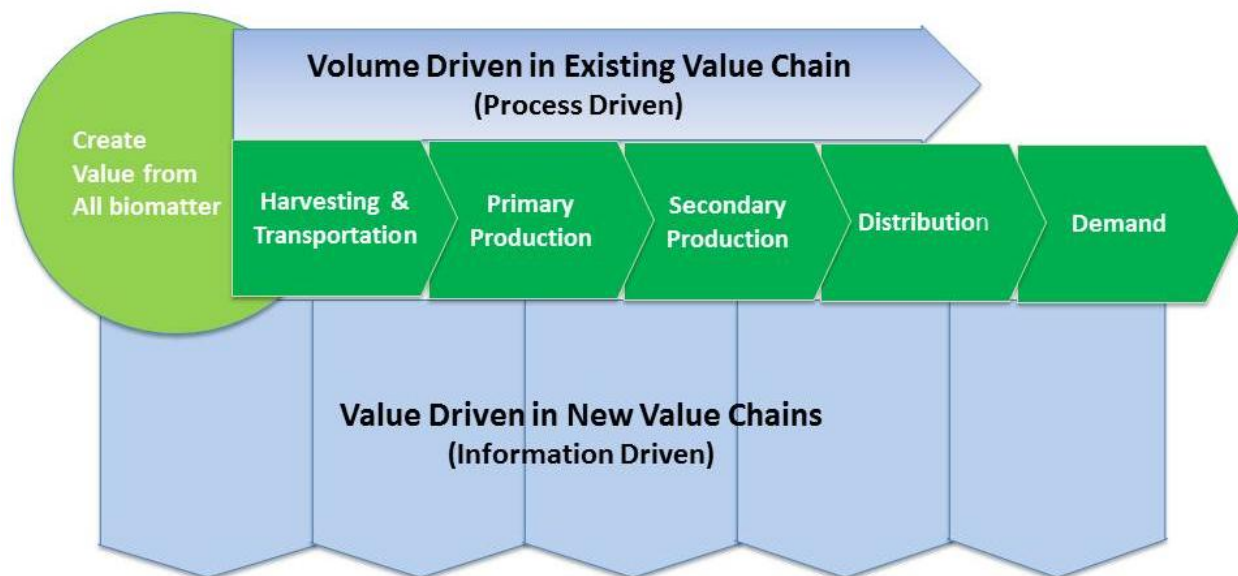 Volume Driven in Existing Value Chain
(Process Driven)
Create
Value from
All biomatter
Harvesting &
Transportation
Primary
Production
Secondary
Production
Distribution
Demand
Value Driven in New Value Chains
(Information Driven)